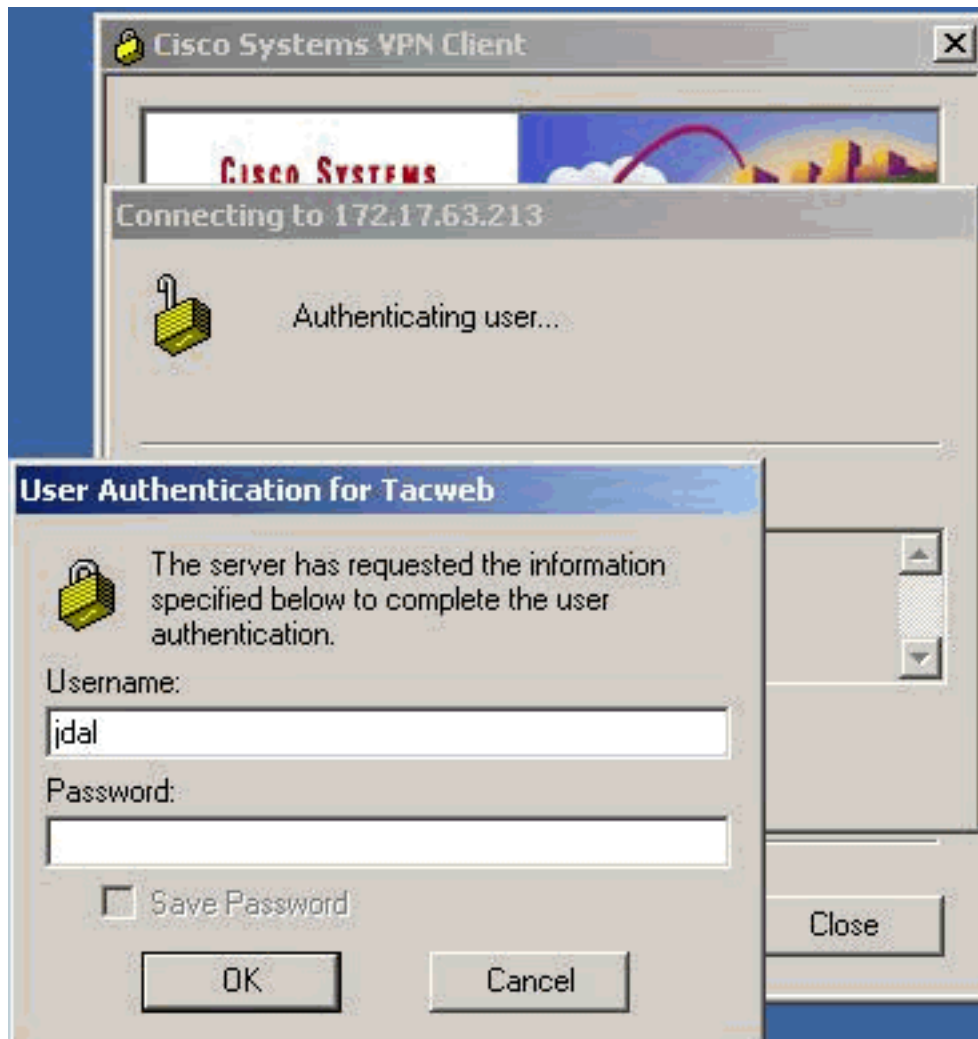 Cisco Systems VPN Client
CISCO SYSTEMS
Connecting to 172.17.63.213
Authenticating user...
User Authentication for Tacweb
The server has requested the information
specified below to complete the user
authentication.
Username:
jdal
Password:
Save Password
OK
Cancel
Close